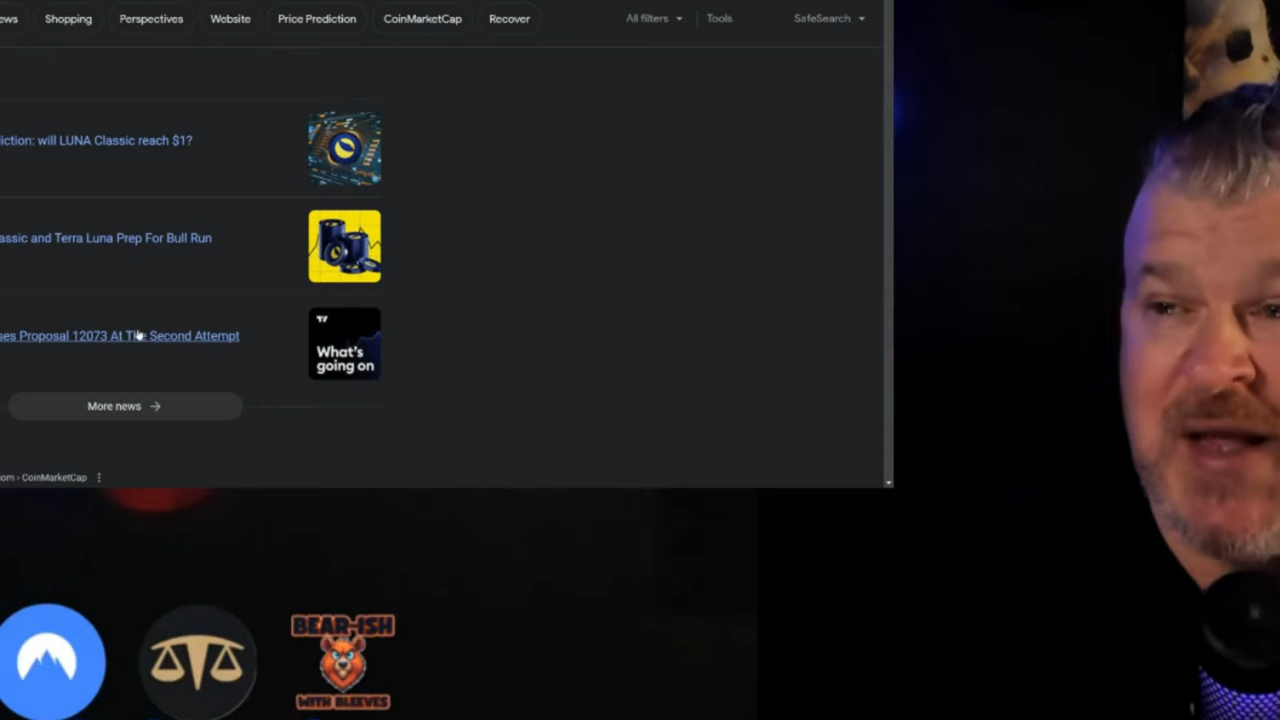 ews Shopping Perspectives Website Price Prediction CoinMarketCap Recover All filters Tools SafeSearch
iction: will LUNA Classic reach $1?
assic and Terra Luna Prep For Bull Run
ses Proposal 12073 At The Second Attempt
What's
going on
More news
com › CoinMarketCap
BEAR-ISH
WITH BLEEVES